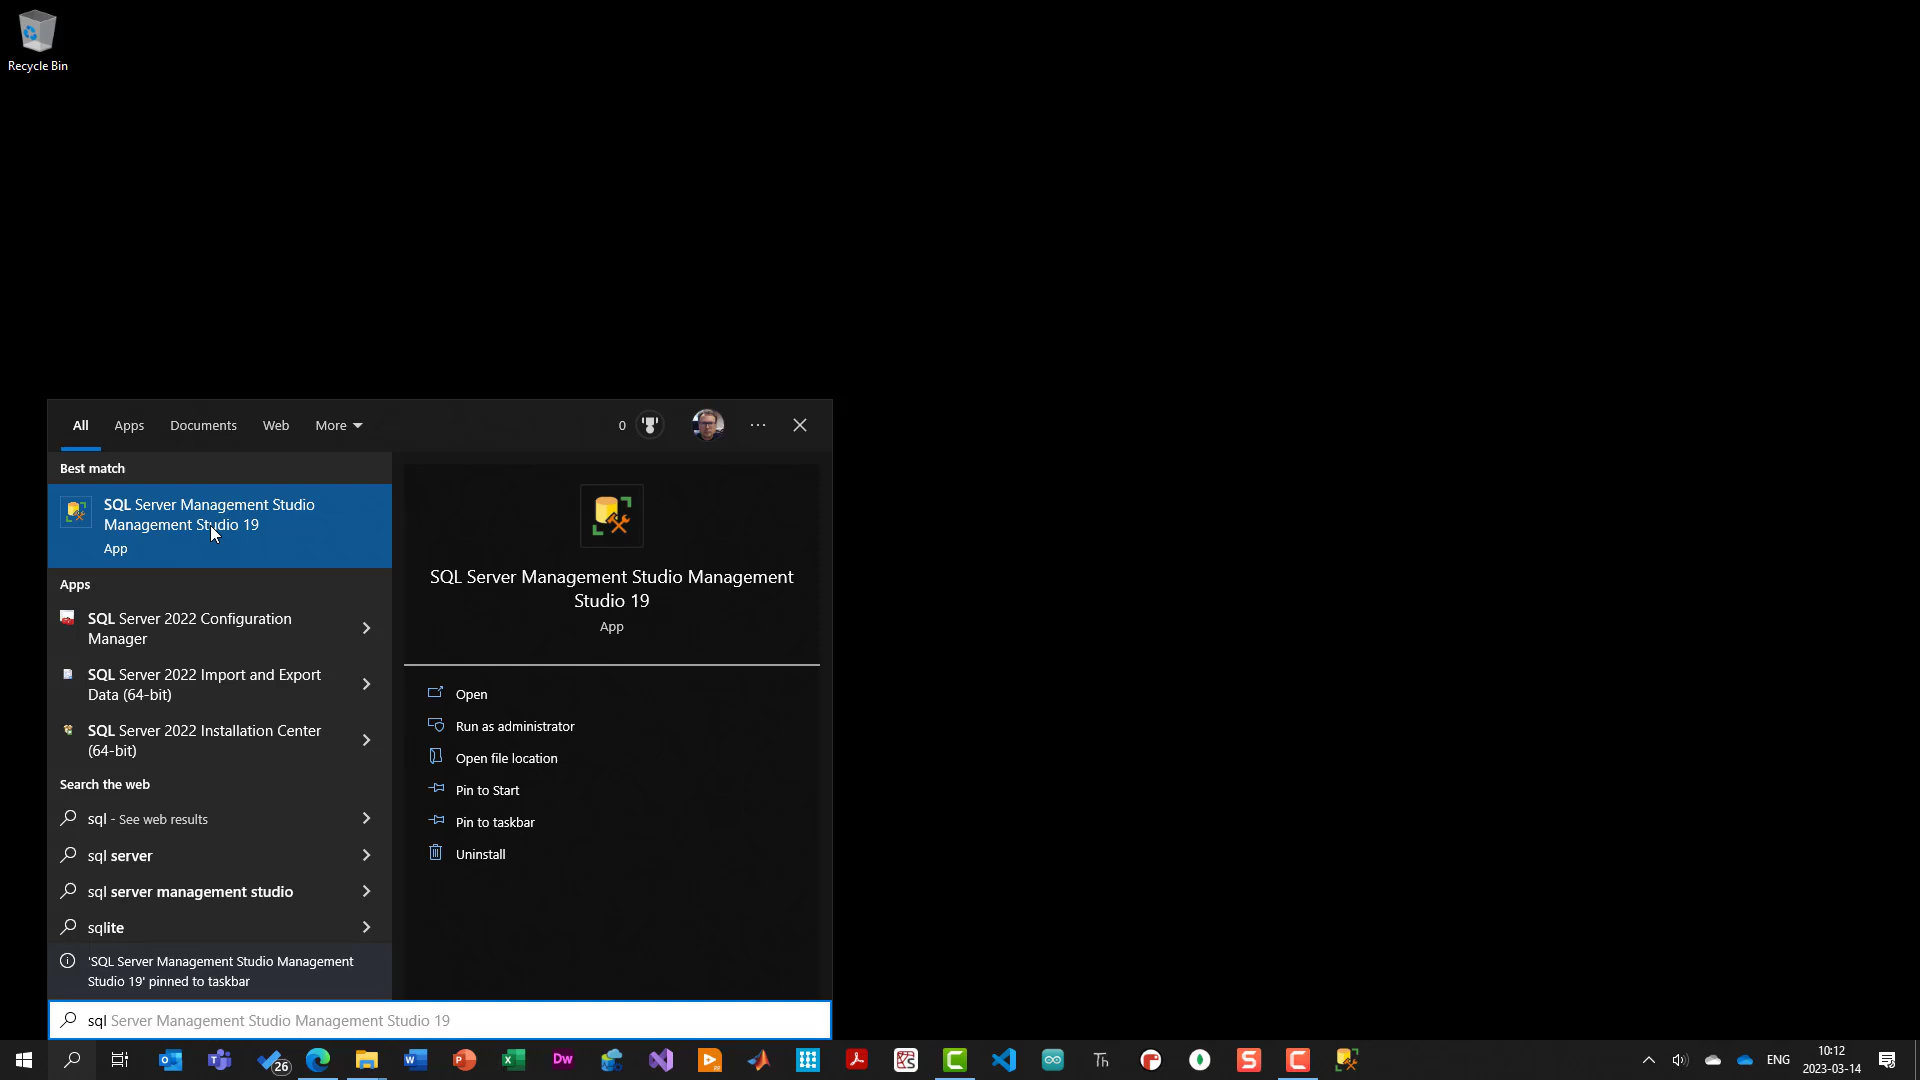 Recycle Bin
All Apps Documents Web More 0 ···
Best match
SQL Server Management Studio
Management Studio 19
App
Apps
SQL Server 2022 Configuration
Manager
SQL Server 2022 Import and Export
Data (64-bit)
SQL Server 2022 Installation Center
(64-bit)
Search the web
sql - See web results
sql server
sql server management studio
sqlite
'SQL Server Management Studio Management
Studio 19' pinned to taskbar
SQL Server Management Studio Management
Studio 19
App
Open
Run as administrator
Open file location
Pin to Start
Pin to taskbar
Uninstall
sql Server Management Studio Management Studio 19
26 Dw Th ENG
10:12
2023-03-14